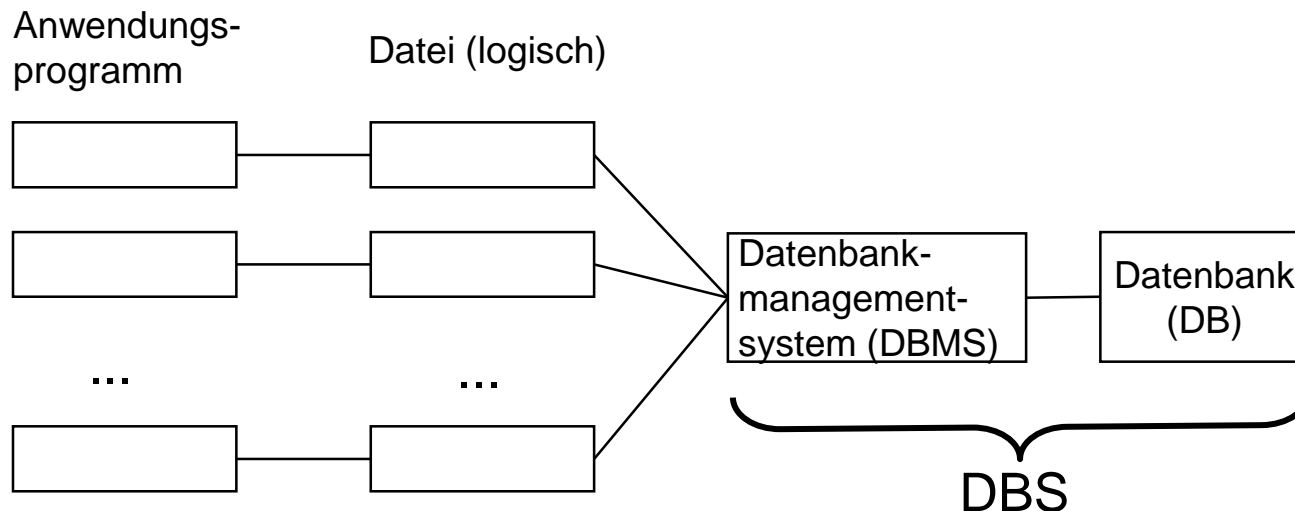 Anwendungs-
programm
Datei (logisch)
Datenbank-
management-
system (DBMS)
Datenbank
(DB)
...
...
DBS